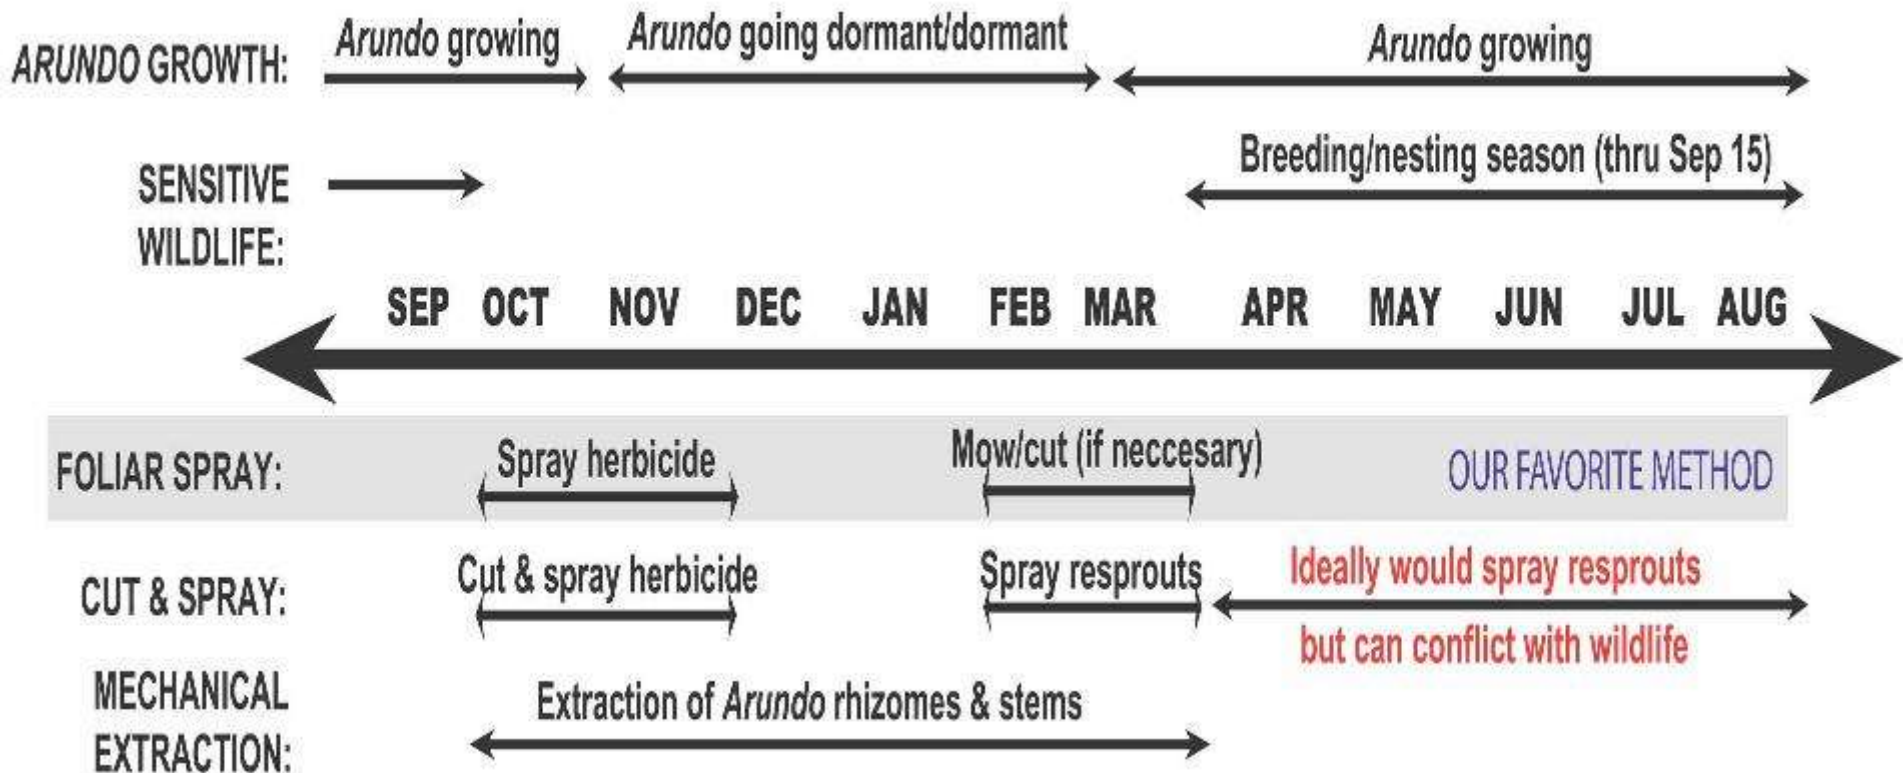 ARUNDO GROWTH: Arundo growing Arundo going dormant/dormant Arundo growing
Breeding/nesting season (thru Sep 15)
SENSITIVE
WILDLIFE:
SEP OCT NOV DEC JAN FEB MAR APR MAY JUN JUL AUG
FOLIAR SPRAY: Spray herbicide Mow/cut (if neccesary) OUR FAVORITE METHOD
CUT & SPRAY: Cut & spray herbicide Spray resprouts Ideally would spray resprouts
but can conflict with wildlife
MECHANICAL
EXTRACTION: Extraction of Arundo rhizomes & stems